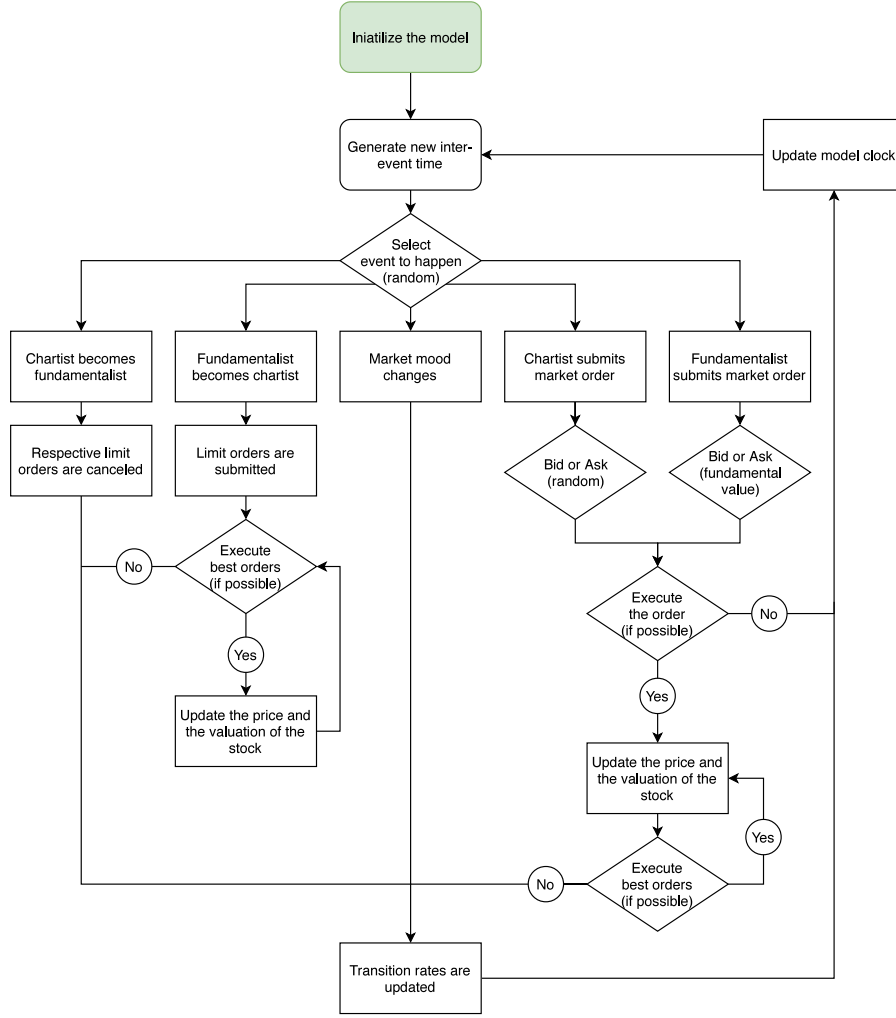 Iniatilize the model
Generate new inter-
event time
Update model clock
Select
event to happen
(random)
Chartist becomes
fundamentalist
Fundamentalist
becomes chartist
Market mood
changes
Chartist submits
market order
Fundamentalist
submits market order
Respective limit
orders are canceled
Limit orders are
submitted
Bid or Ask
(random)
Bid or Ask
(fundamental
value)
No
Execute
best orders
(if possible)
Execute
the order
(if possible)
No
Yes
Yes
Update the price and
the valuation of the
stock
Update the price and
the valuation of the
stock
Yes
No
Execute
best orders
(if possible)
Transition rates are
updated